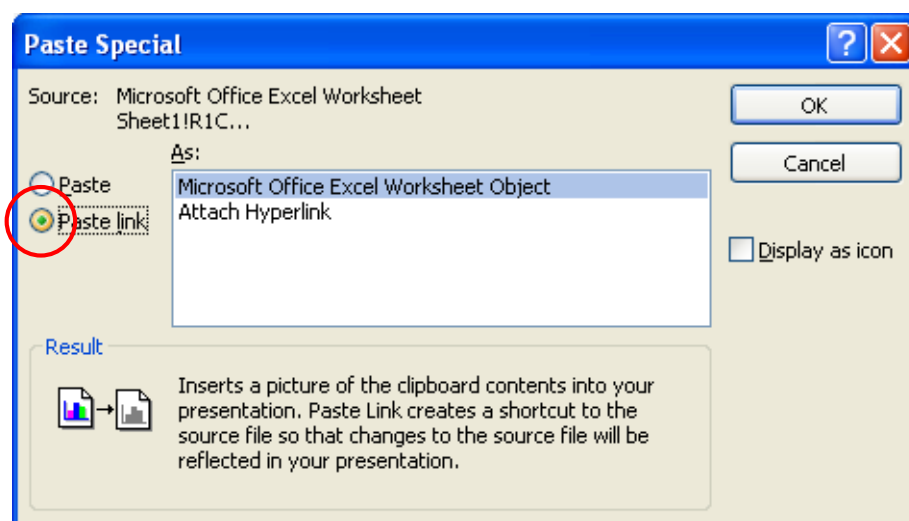 Paste Special
Source: Microsoft Office Excel Worksheet
Sheet1!R1C...
OK
As:
Cancel
Paste
Microsoft Office Excel Worksheet Object
Paste link
Attach Hyperlink
Display as icon
Result
Inserts a picture of the clipboard contents into your
presentation. Paste Link creates a shortcut to the
source file so that changes to the source file will be
reflected in your presentation.